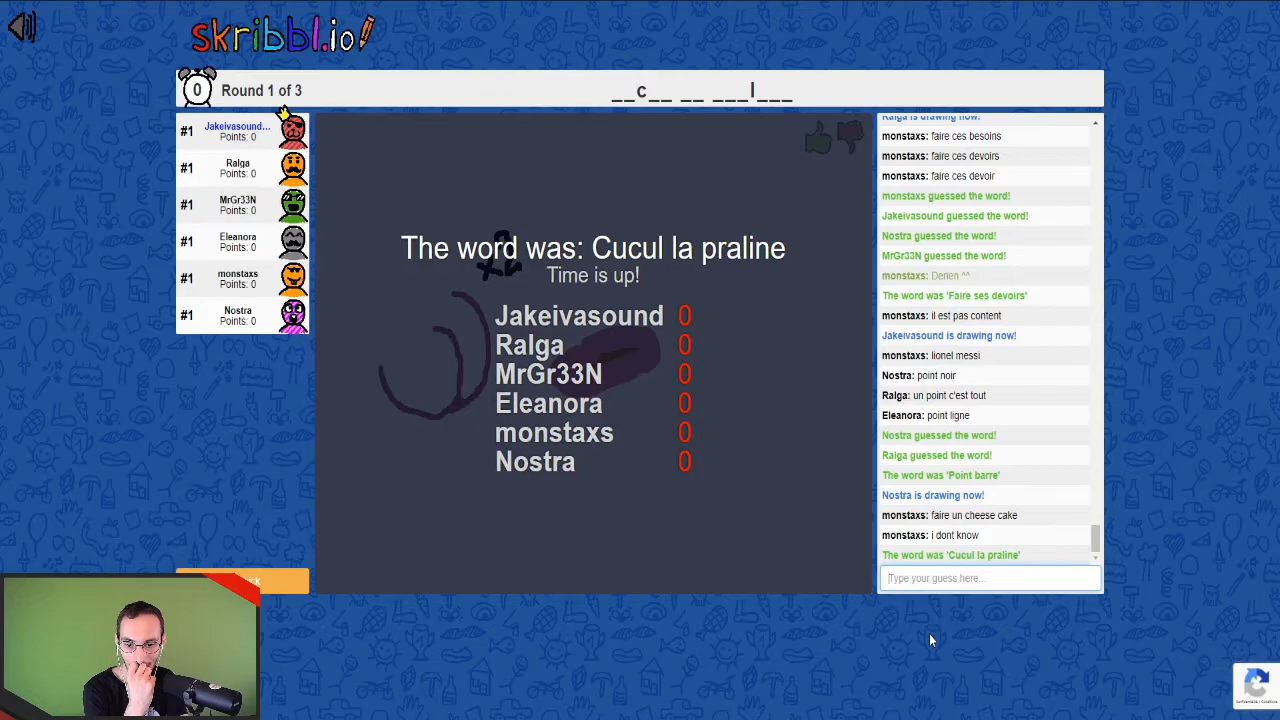 skribbl.io
0
Round 1 of 3
__c__ __ ___l___
#1
Jakeivasound...
Points: 0
#1
Ralga
Points: 0
#1
MrGr33N
Points: 0
#1
Eleanora
Points: 0
#1
monstaxs
Points: 0
#1
Nostra
Points: 0
The word was: Cucul la praline
Time is up!
Jakeivasound 0
Ralga 0
MrGr33N 0
Eleanora 0
monstaxs 0
Nostra 0
Ralga is drawing now!
monstaxs: faire ces besoins
monstaxs: faire ces devoirs
monstaxs: faire ces devoir
monstaxs guessed the word!
Jakeivasound guessed the word!
Nostra guessed the word!
MrGr33N guessed the word!
monstaxs: Derien ^^
The word was 'Faire ses devoirs'
monstaxs: il est pas content
Jakeivasound is drawing now!
monstaxs: lionel messi
Nostra: point noir
Ralga: un point c'est tout
Eleanora: point ligne
Nostra guessed the word!
Ralga guessed the word!
The word was 'Point barre'
Nostra is drawing now!
monstaxs: faire un cheese cake
monstaxs: i dont know
The word was 'Cucul la praline'
Type your guess here...